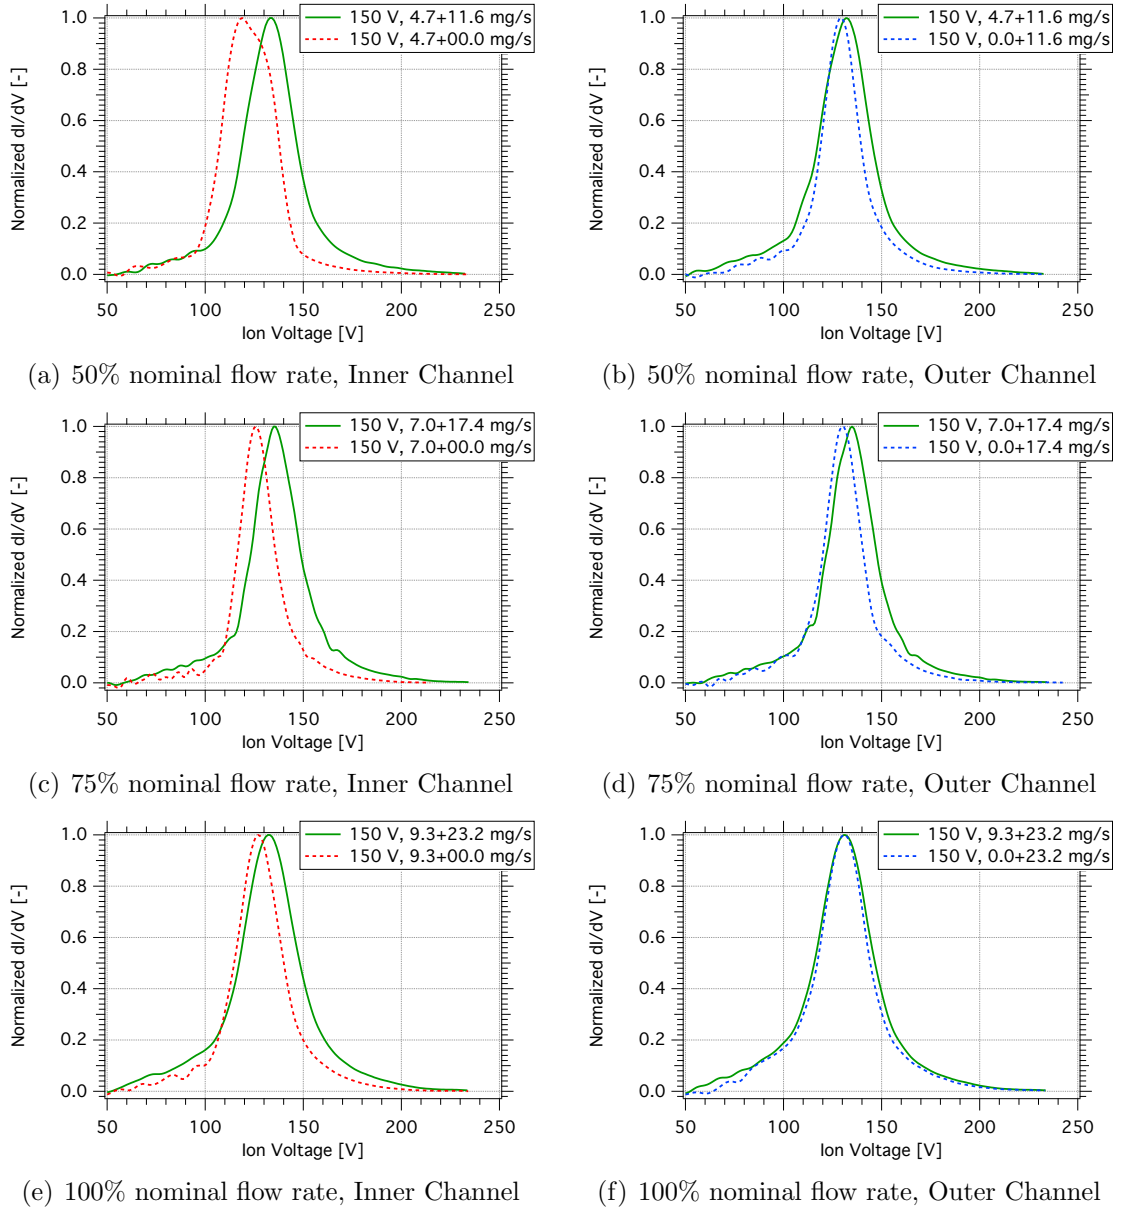 150 V, 4.7+11.6 mg/s
150 V, 4.7+00.0 mg/s
Normalized dI/dV [-]
1.0
0.8
0.6
0.4
0.2
0.0
50 100 150 200 250
Ion Voltage [V]
(a) 50% nominal flow rate, Inner Channel
150 V, 4.7+11.6 mg/s
150 V, 0.0+11.6 mg/s
Normalized dI/dV [-]
1.0
0.8
0.6
0.4
0.2
0.0
50 100 150 200 250
Ion Voltage [V]
(b) 50% nominal flow rate, Outer Channel
150 V, 7.0+17.4 mg/s
150 V, 7.0+00.0 mg/s
Normalized dI/dV [-]
1.0
0.8
0.6
0.4
0.2
0.0
50 100 150 200 250
Ion Voltage [V]
(c) 75% nominal flow rate, Inner Channel
150 V, 7.0+17.4 mg/s
150 V, 0.0+17.4 mg/s
Normalized dI/dV [-]
1.0
0.8
0.6
0.4
0.2
0.0
50 100 150 200 250
Ion Voltage [V]
(d) 75% nominal flow rate, Outer Channel
150 V, 9.3+23.2 mg/s
150 V, 9.3+00.0 mg/s
Normalized dI/dV [-]
1.0
0.8
0.6
0.4
0.2
0.0
50 100 150 200 250
Ion Voltage [V]
(e) 100% nominal flow rate, Inner Channel
150 V, 9.3+23.2 mg/s
150 V, 0.0+23.2 mg/s
Normalized dI/dV [-]
1.0
0.8
0.6
0.4
0.2
0.0
50 100 150 200 250
Ion Voltage [V]
(f) 100% nominal flow rate, Outer Channel